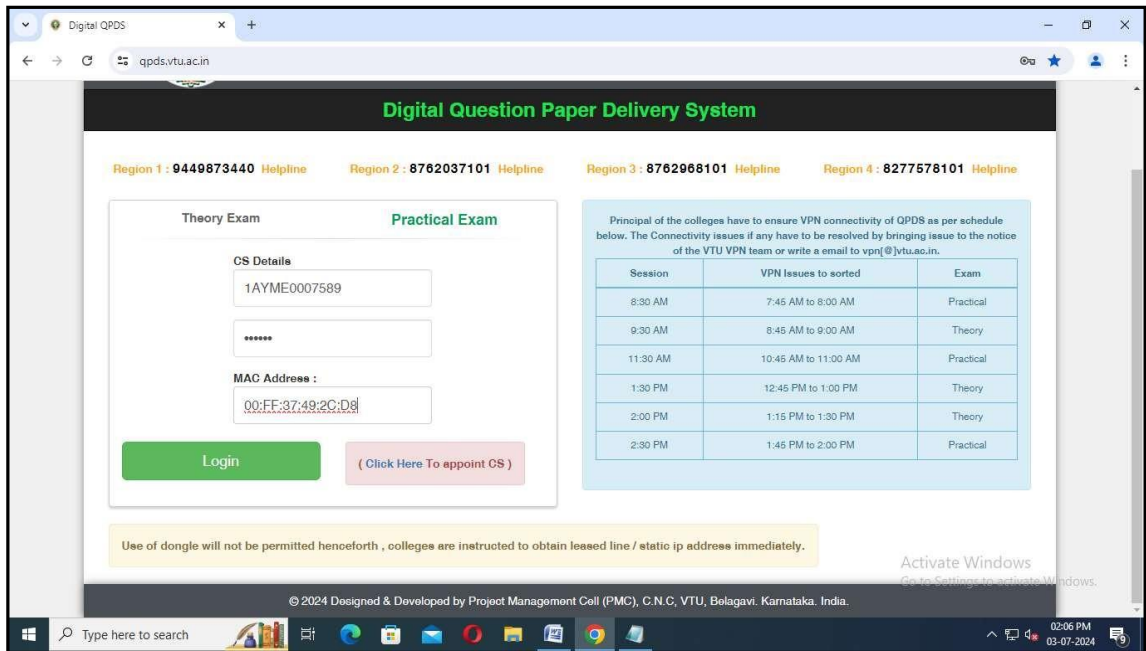 Digital QPDS
qpds.vtu.ac.in
Digital Question Paper Delivery System
Region 1 : 9449873440 Helpline Region 2 : 8762037101 Helpline Region 3 : 8762968101 Helpline Region 4 : 8277578101 Helpline
Theory Exam Practical Exam
CS Details
1AYME0007589
••••••
MAC Address :
00:FF:37:49:2C:D8
Login
( Click Here To appoint CS )
Principal of the colleges have to ensure VPN connectivity of QPDS as per schedule
below. The Connectivity issues if any have to be resolved by bringing issue to the notice
of the VTU VPN team or write a email to vpn[@]vtu.ac.in.
Session VPN Issues to sorted Exam
8:30 AM 7:45 AM to 8:00 AM Practical
9:30 AM 8:45 AM to 9:00 AM Theory
11:30 AM 10:45 AM to 11:00 AM Practical
1:30 PM 12:45 PM to 1:00 PM Theory
2:00 PM 1:15 PM to 1:30 PM Theory
2:30 PM 1:45 PM to 2:00 PM Practical
Use of dongle will not be permitted henceforth , colleges are instructed to obtain leased line / static ip address immediately.
Activate Windows
Go to Settings to activate Windows.
© 2024 Designed & Developed by Project Management Cell (PMC), C.N.C, VTU, Belagavi. Karnataka. India.
Type here to search
02:06 PM
03-07-2024
9